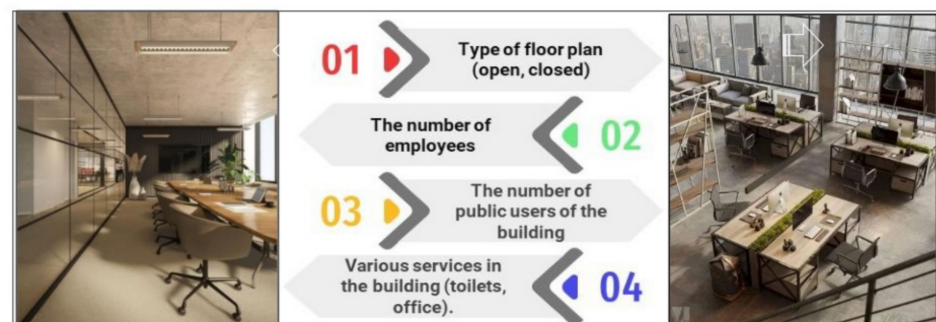 01
Type of floor plan
(open, closed)
The number of
employees
02
03
The number of
public users of the
building
Various services in
the building (toilets,
office).
04